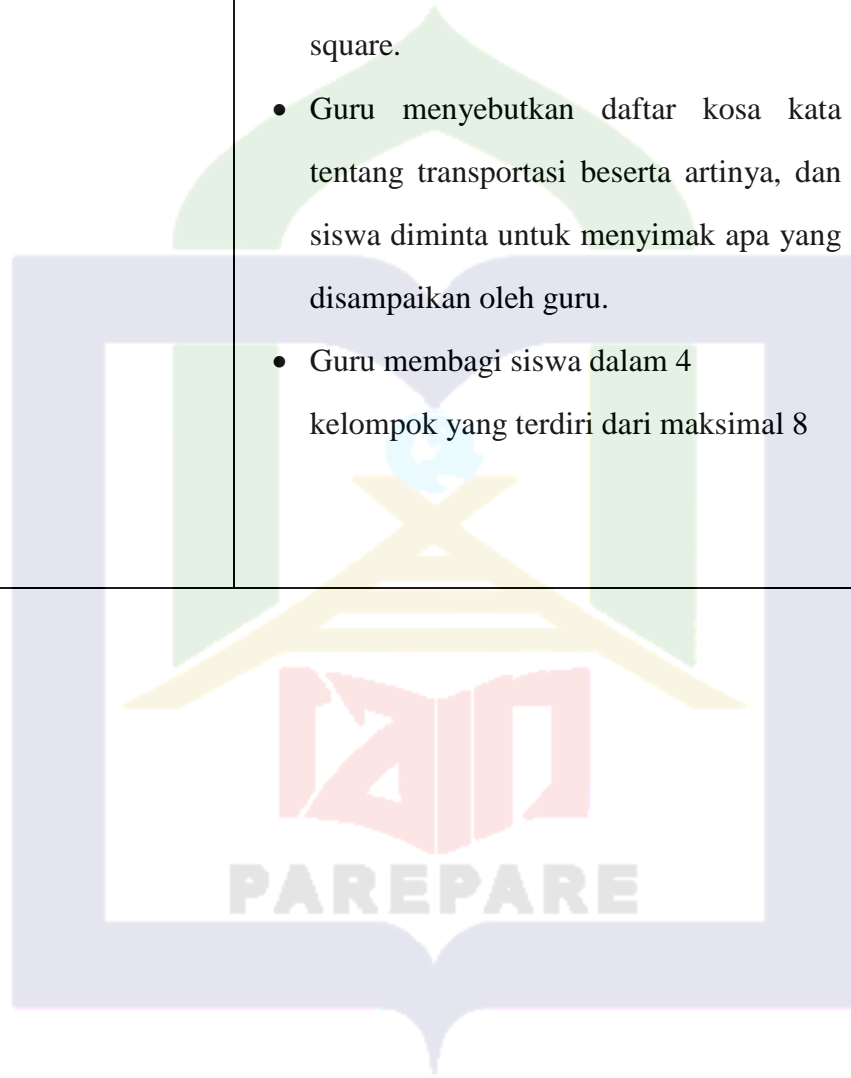 square.
• Guru menyebutkan daftar kosa kata
tentang transportasi beserta artinya, dan
siswa diminta untuk menyimak apa yang
disampaikan oleh guru.
• Guru membagi siswa dalam 4
kelompok yang terdiri dari maksimal 8
iain
PAREPARE